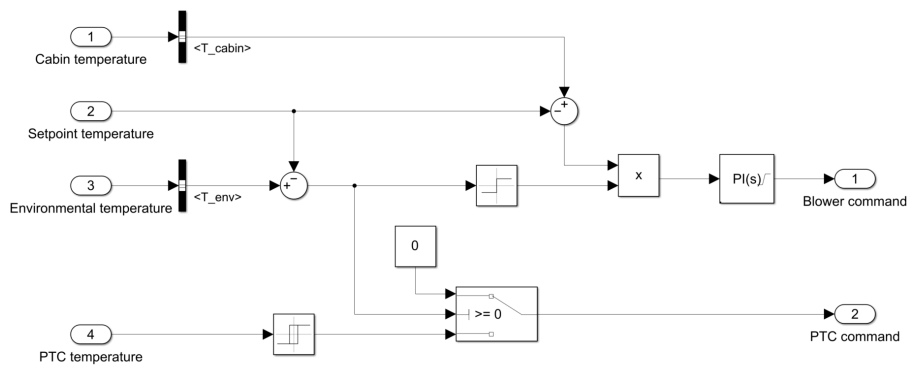 1
<T_cabin>
Cabin temperature
2
Setpoint temperature
3
Environmental temperature
<T_env>
x
PI(s)
1
Blower command
0
>= 0
4
PTC temperature
2
PTC command
+
−
−
+